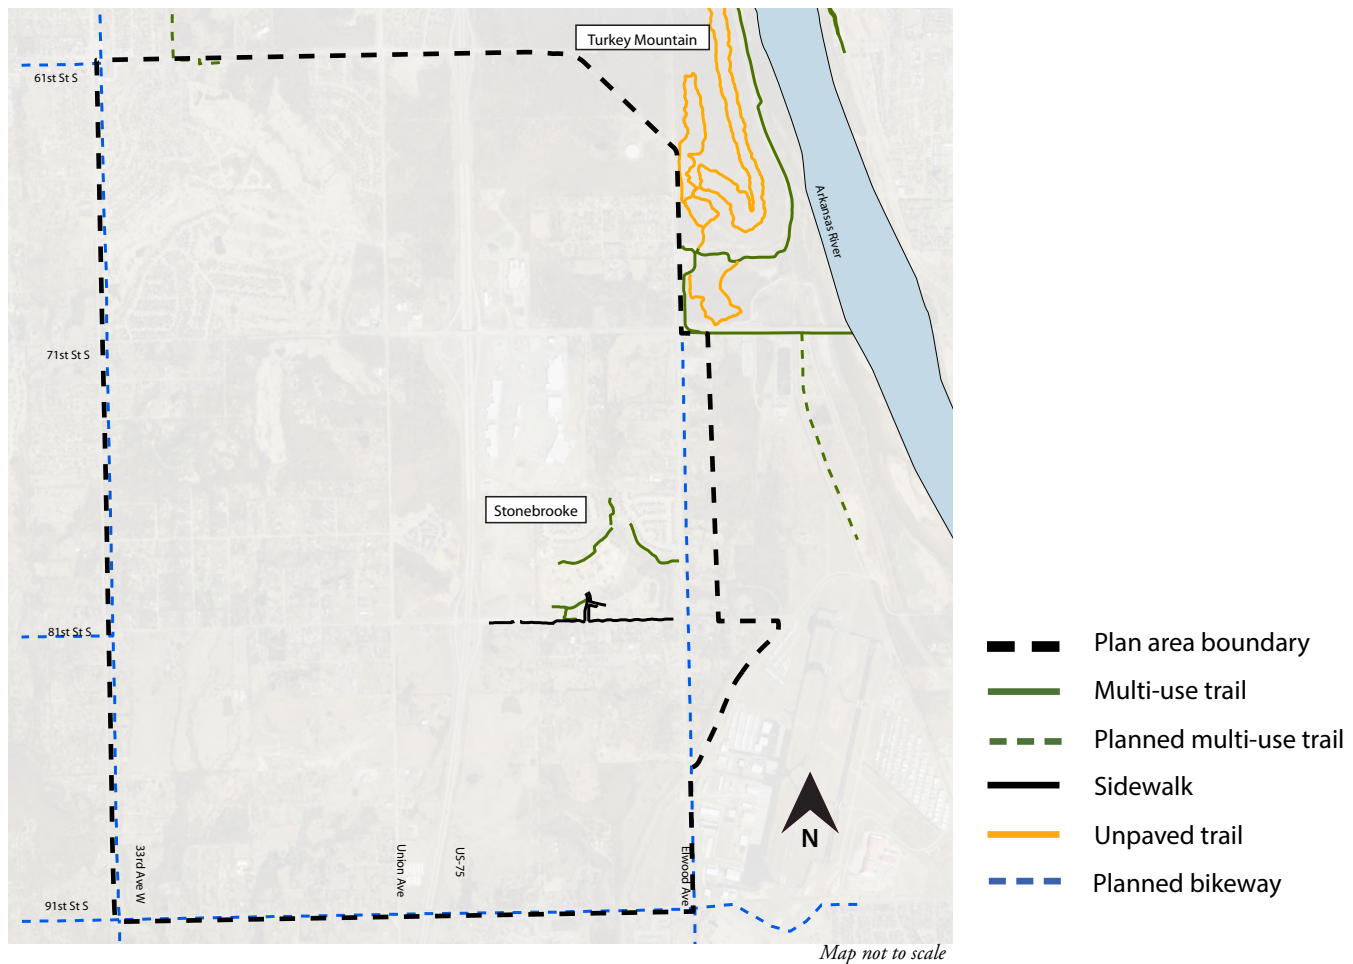 Turkey Mountain
61st St S
Arkansas River
71st St S
Stonebrooke
81st St S
Plan area boundary
Multi-use trail
Planned multi-use trail
Sidewalk
Unpaved trail
Planned bikeway
N
33rd Ave W
Union Ave
US-75
Elwood Ave
91st St S
Map not to scale